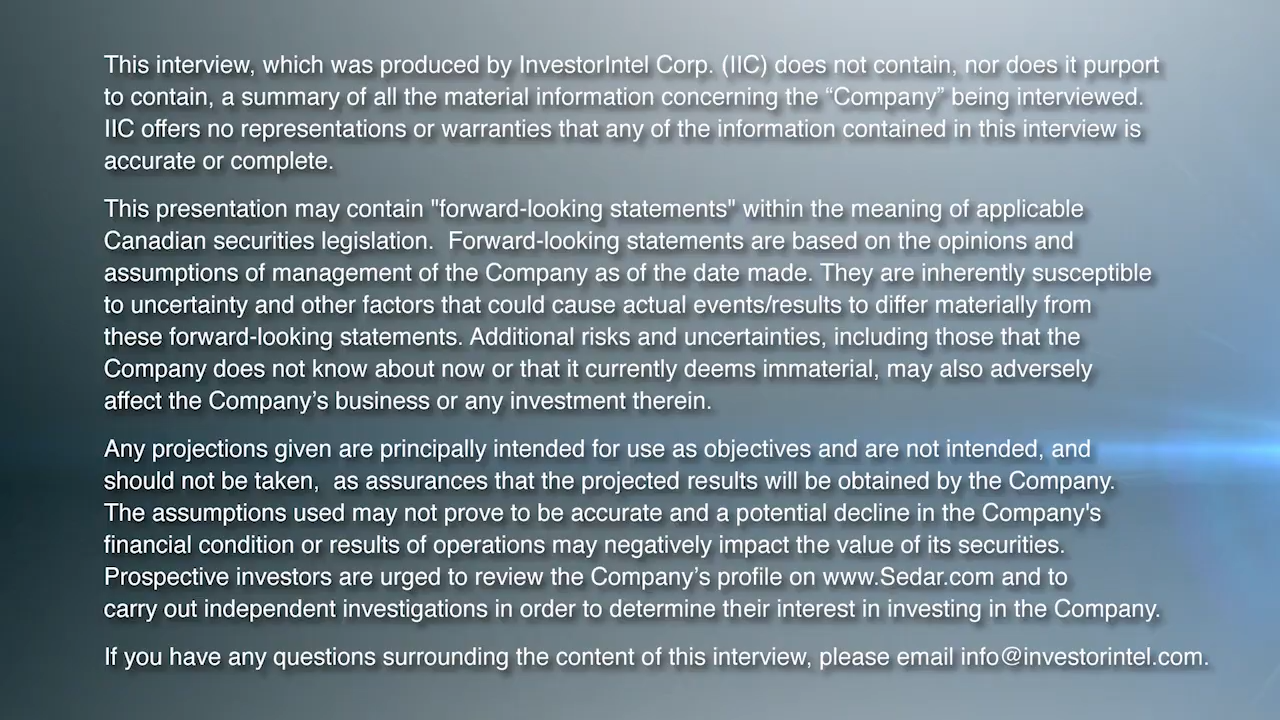 This interview, which was produced by InvestorIntel Corp. (IIC) does not contain, nor does it purport
to contain, a summary of all the material information concerning the “Company” being interviewed.
IIC offers no representations or warranties that any of the information contained in this interview is
accurate or complete.
This presentation may contain "forward-looking statements" within the meaning of applicable
Canadian securities legislation.  Forward-looking statements are based on the opinions and
assumptions of management of the Company as of the date made. They are inherently susceptible
to uncertainty and other factors that could cause actual events/results to differ materially from
these forward-looking statements. Additional risks and uncertainties, including those that the
Company does not know about now or that it currently deems immaterial, may also adversely
affect the Company’s business or any investment therein.
Any projections given are principally intended for use as objectives and are not intended, and
should not be taken,  as assurances that the projected results will be obtained by the Company.
The assumptions used may not prove to be accurate and a potential decline in the Company's
financial condition or results of operations may negatively impact the value of its securities.
Prospective investors are urged to review the Company’s profile on www.Sedar.com and to
carry out independent investigations in order to determine their interest in investing in the Company.
If you have any questions surrounding the content of this interview, please email info@investorintel.com.